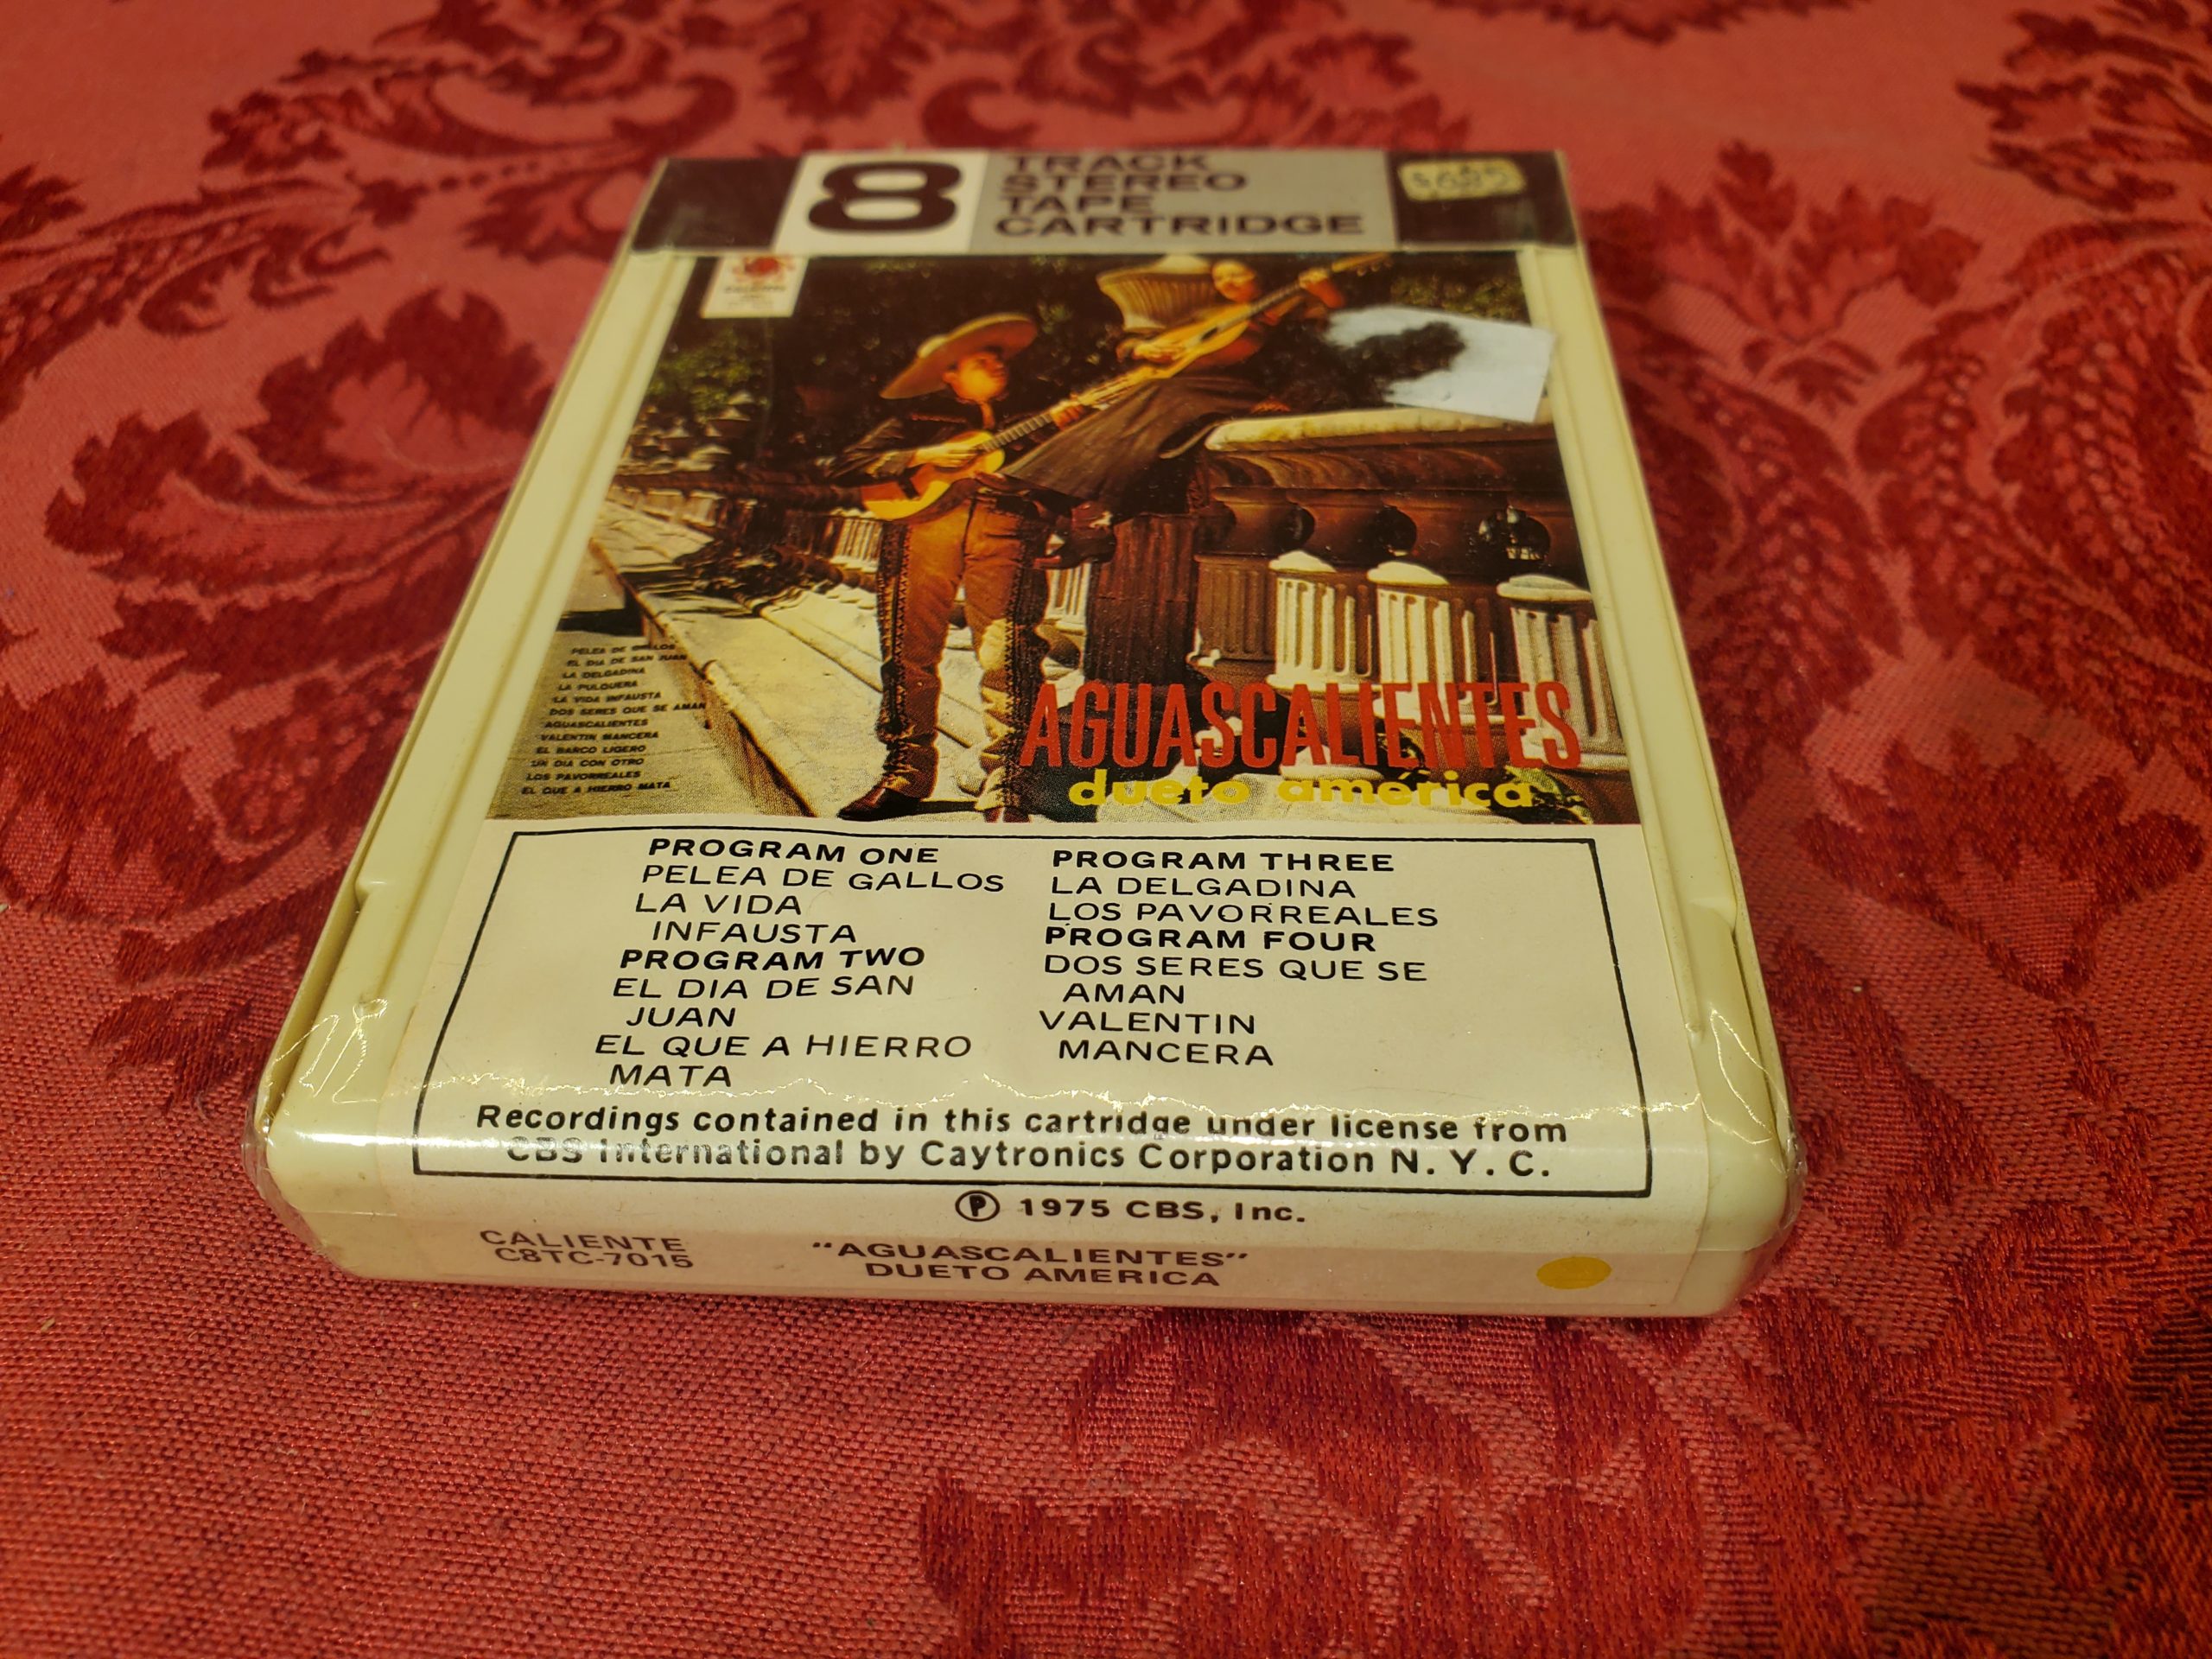 8
TRACK
STEREO
TAPE
CARTRIDGE
PELEA DE GALLOS
EL DIA DE SAN JUAN
LA DELGADINA
LA PULQUERA
LA VIDA INFAUSTA
DOS SERES QUE SE AMAN
AGUASCALIENTES
VALENTIN MANCERA
EL BARCO LIGERO
UN DIA CON OTRO
LOS PAVORREALES
EL QUE A HIERRO MATA
AGUASCALIENTES
dueto américa
PROGRAM ONE
PELEA DE GALLOS
LA VIDA
INFAUSTA
PROGRAM TWO
EL DIA DE SAN
JUAN
EL QUE A HIERRO
MATA
PROGRAM THREE
LA DELGADINA
LOS PAVORREALES
PROGRAM FOUR
DOS SERES QUE SE
AMAN
VALENTIN
MANCERA
Recordings contained in this cartridge under license from
CBS International by Caytronics Corporation N. Y. C.
Ⓟ 1975 CBS, Inc.
CALIENTE
C8TC-7015
"AGUASCALIENTES"
DUETO AMERICA